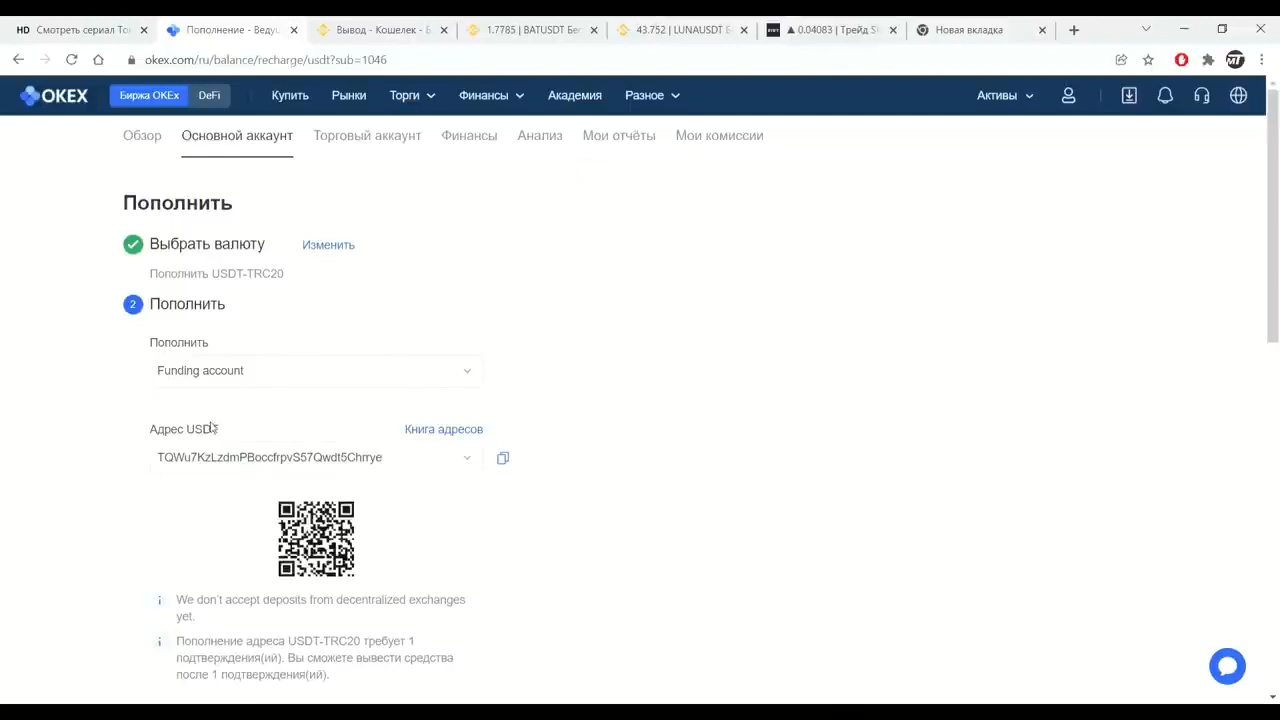 HD Смотреть сериал То
Пополнение - Веду
Вывод - Кошелек - Б
1.7785 | BATUSDT Би
43.752 | LUNAUSDT Б
▲ 0.04083 | Трейд S
Новая вкладка
okex.com/ru/balance/recharge/usdt?sub=1046
OKEX
Биржа OKEx
DeFi
Купить
Рынки
Торги
Финансы
Академия
Разное
Активы
Обзор
Основной аккаунт
Торговый аккаунт
Финансы
Анализ
Мои отчёты
Мои комиссии
Пополнить
Выбрать валюту
Изменить
Пополнить USDT-TRC20
2 Пополнить
Пополнить
Funding account
Адрес USD
Книга адресов
TQWu7KzLzdmPBoccfrpvS57Qwdt5Chrrye
We don't accept deposits from decentralized exchanges
yet.
Пополнение адреса USDT-TRC20 требует 1
подтверждения(ий). Вы сможете вывести средства
после 1 подтверждения(ий).